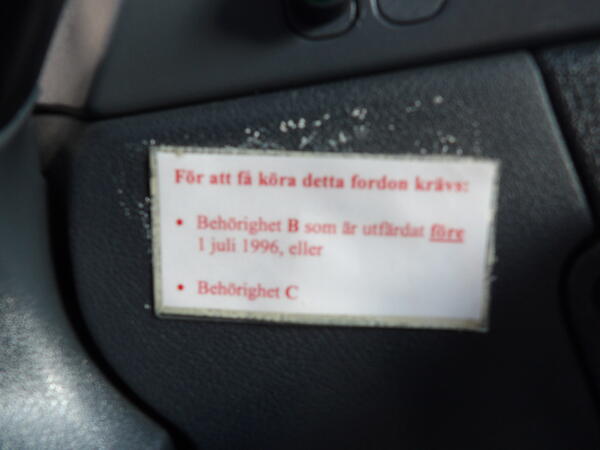 För att få köra detta fordon krävs:
• Behörighet B som är utfärdat före
1 juli 1996, eller
• Behörighet C